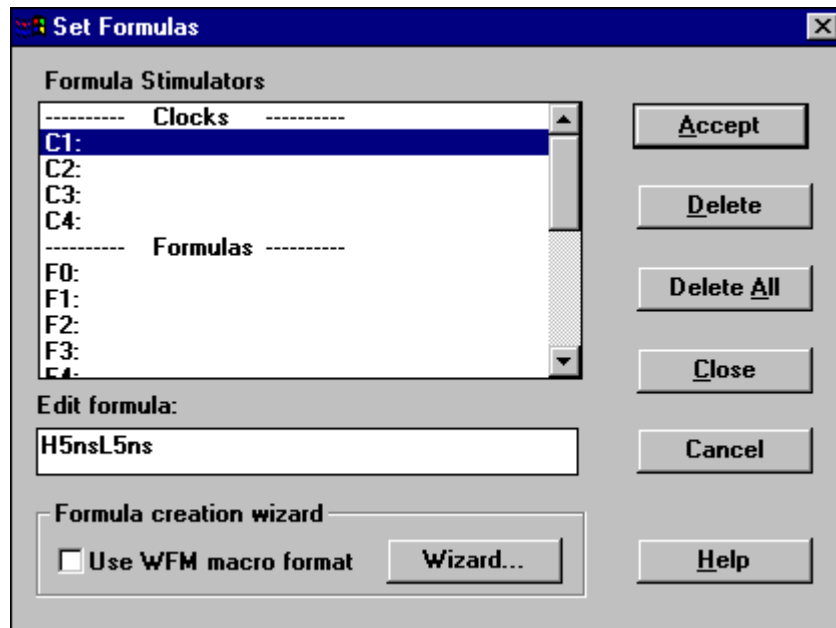 Set Formulas
Formula Stimulators
---------- Clocks ----------
C1:
C2:
C3:
C4:
---------- Formulas ----------
F0:
F1:
F2:
F3:
F4:
Edit formula:
H5nsL5ns
Formula creation wizard
Use WFM macro format
Wizard...
Accept
Delete
Delete All
Close
Cancel
Help